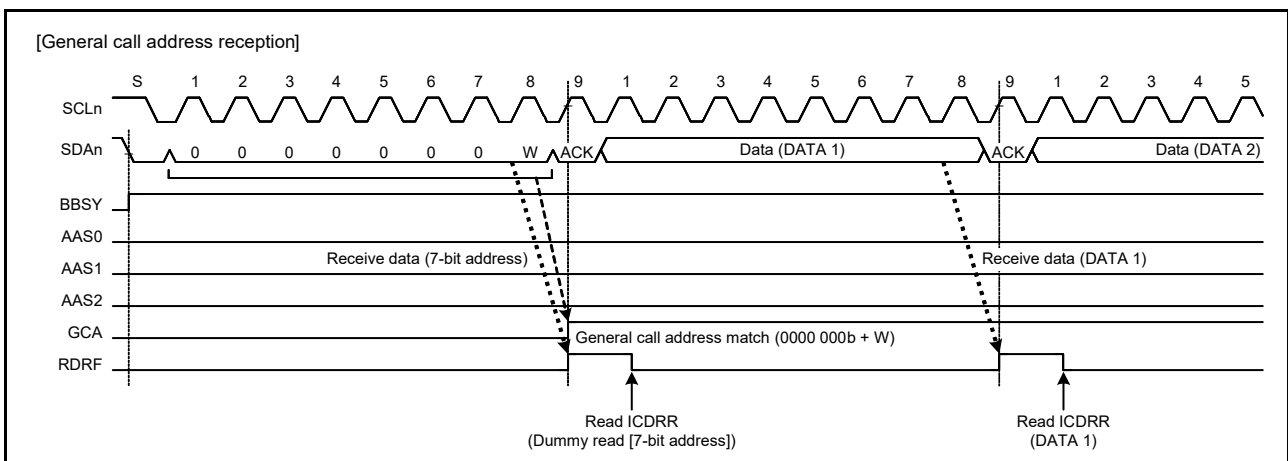 [General call address reception]
S 1 2 3 4 5 6 7 8 9 1 2 3 4 5 6 7 8 9 1 2 3 4 5
SCLn
SDAn 0 0 0 0 0 0 0 W ACK Data (DATA 1) ACK Data (DATA 2)
BBSY
AAS0
Receive data (7-bit address) Receive data (DATA 1)
AAS1
AAS2
GCA
General call address match (0000 000b + W)
RDRF
Read ICDRR Read ICDRR
(Dummy read [7-bit address]) (DATA 1)